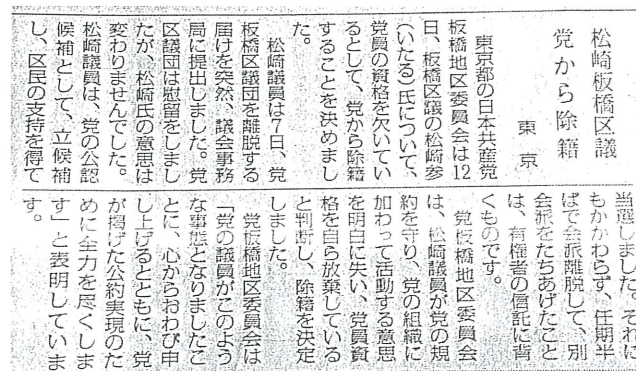 松崎板橋区議
党から除籍
東京
東京都の日本共産党
板橋地区委員会は12
日、板橋区議の松崎参
(いたる)氏について、
党員の資格を欠いてい
るとして、党から除籍
することを決めまし
た。
松崎議員は7日、党
板橋区議団を離脱する
届けを突然、議会事務
局に提出しました。党
区議団は慰留をしまし
たが、松崎氏の意思は
変わりませんでした。
松崎議員は、党の公認
候補として、立候補
し、区民の支持を得て
当選しました。それに
もかかわらず、任期半
ばで会派離脱して、別
会派をたちあげたこと
は、有権者の信託に背
くものです。
党板橋地区委員会
は、松崎議員が党の規
約を守り、党の組織に
加わって活動する意思
を明白に失い、党員資
格を自ら放棄している
と判断し、除籍を決定
しました。
党板橋地区委員会は
「党の議員がこのよう
な事態となりましたこ
とに、心からおわび申
し上げるとともに、党
が掲げた公約実現のた
めに全力を尽くしま
す」と表明していま
す。